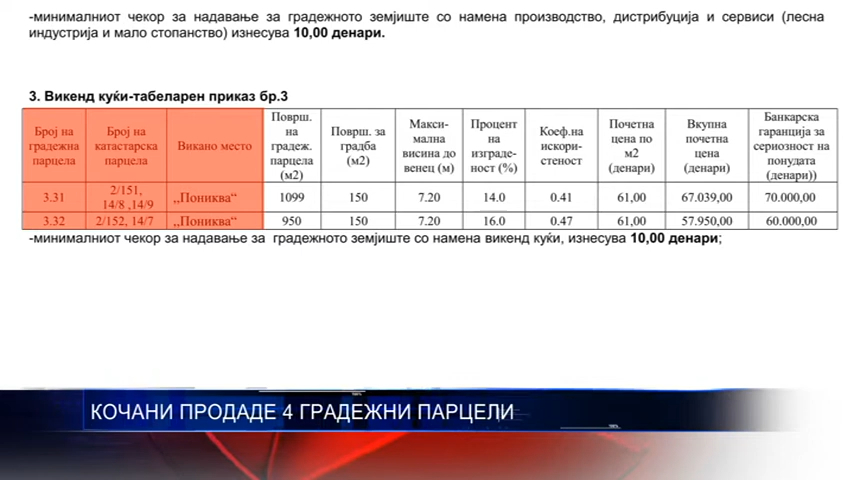 -минималниот чекор за надавање за градежното земјиште со намена производство, дистрибуција и сервиси (лесна
индустрија и мало стопанство) изнесува 10,00 денари.
3. Викенд куќи-табеларен приказ бр.3
Број на градежна парцела | Број на катастарска парцела | Викано место | Површ. на градеж. парцела (м2) | Површ. за градба (м2) | Макси-мална висина до венец (м) | Процент на изграде-ност (%) | Коеф.на искори-стеност | Почетна цена по м2 (денари) | Вкупна почетна цена (денари) | Банкарска гаранција за сериозност на понудата (денари))
3.31 | 2/151, 14/8 ,14/9 | ,,Пониква“ | 1099 | 150 | 7.20 | 14.0 | 0.41 | 61,00 | 67.039,00 | 70.000,00
3.32 | 2/152, 14/7 | ,,Пониква“ | 950 | 150 | 7.20 | 16.0 | 0.47 | 61,00 | 57.950,00 | 60.000,00
-минималниот чекор за надавање за градежното земјиште со намена викенд куќи, изнесува 10,00 денари;
КОЧАНИ ПРОДАДЕ 4 ГРАДЕЖНИ ПАРЦЕЛИ